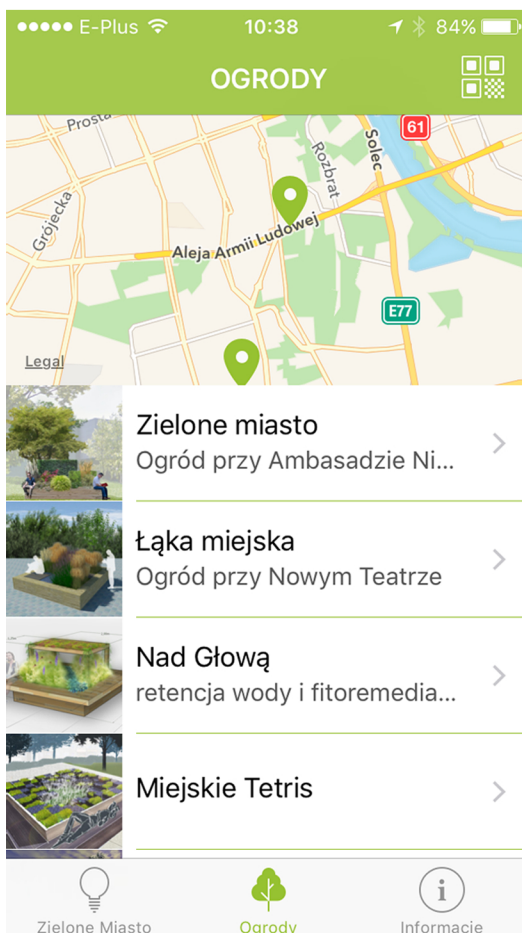 E-Plus 10:38 84%
OGRODY
Prosta
61
Solec
Rozbrat
Grójecka
Aleja Armii Ludowej
E77
Legal
Zielone miasto
Ogród przy Ambasadzie Ni...
Łąka miejska
Ogród przy Nowym Teatrze
Nad Głową
retencja wody i fitoremedia...
Miejskie Tetris
Zielone Miasto Ogrody Informacje